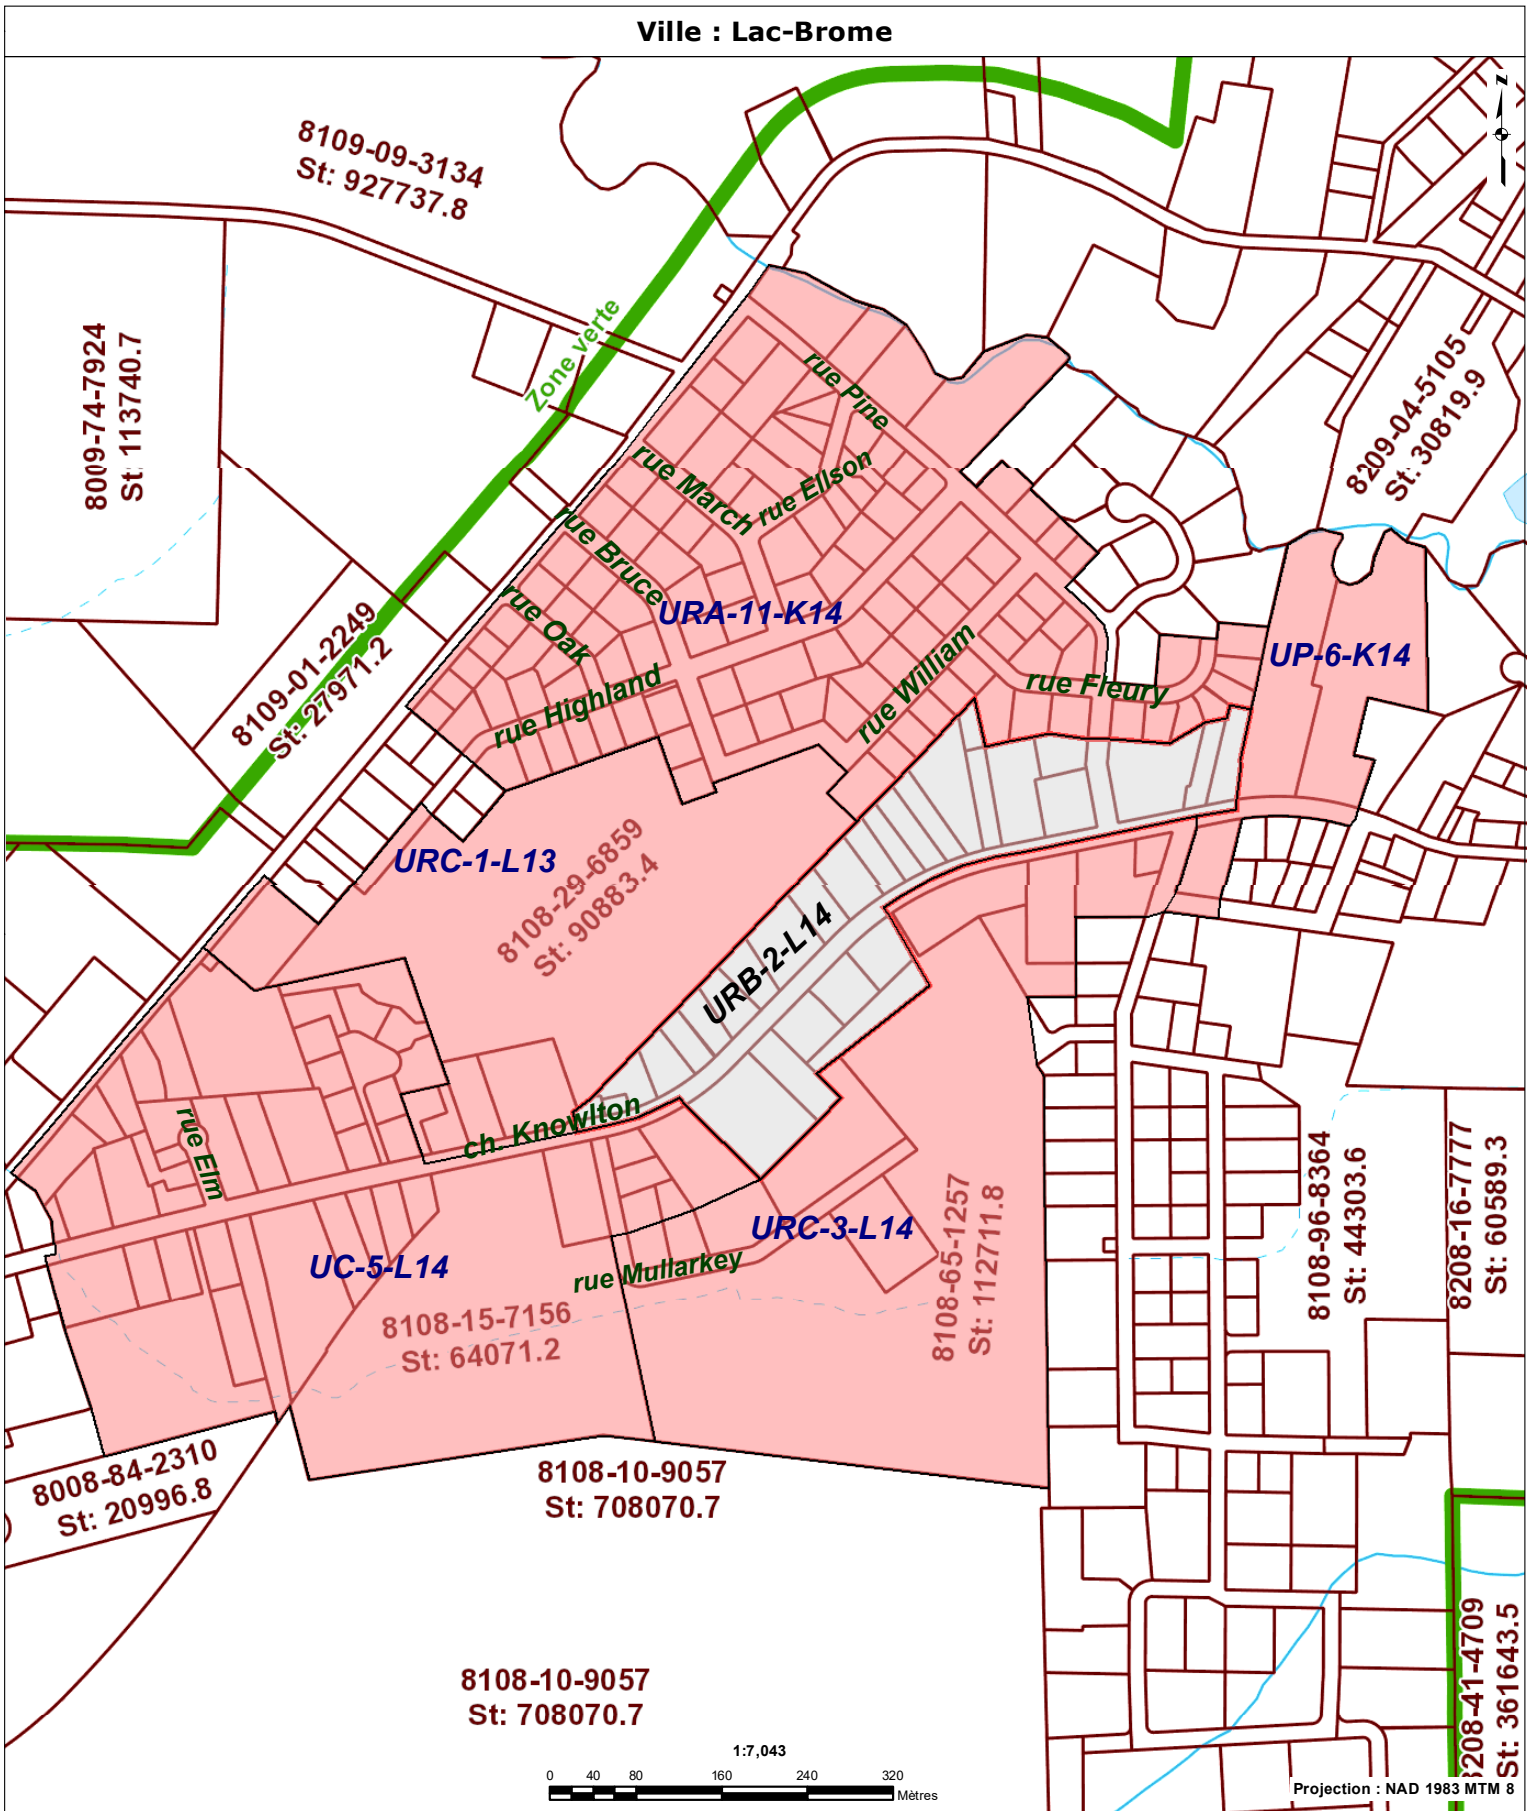 Ville : Lac-Brome
Z
8109-09-3134
St: 927737.8
8009-74-7924
St: 113740.7
Zone verte
rue Pine
8209-04-5105
St: 30819.9
rue March
rue Ellson
rue Bruce
rue Oak
URA-11-K14
8109-01-2249
St: 27971.2
rue William
UP-6-K14
rue Highland
rue Fleury
URC-1-L13
8108-29-6859
St: 90883.4
URB-2-L14
ch. Knowlton
rue Elm
8108-96-8364
St: 44303.6
8208-16-7777
St: 60589.3
8108-65-1257
St: 112711.8
URC-3-L14
UC-5-L14
rue Mullarkey
8108-15-7156
St: 64071.2
8008-84-2310
St: 20996.8
8108-10-9057
St: 708070.7
8208-41-4709
St: 361643.5
8108-10-9057
St: 708070.7
1:7,043
0 40 80 160 240 320
Mètres
Projection : NAD 1983 MTM 8